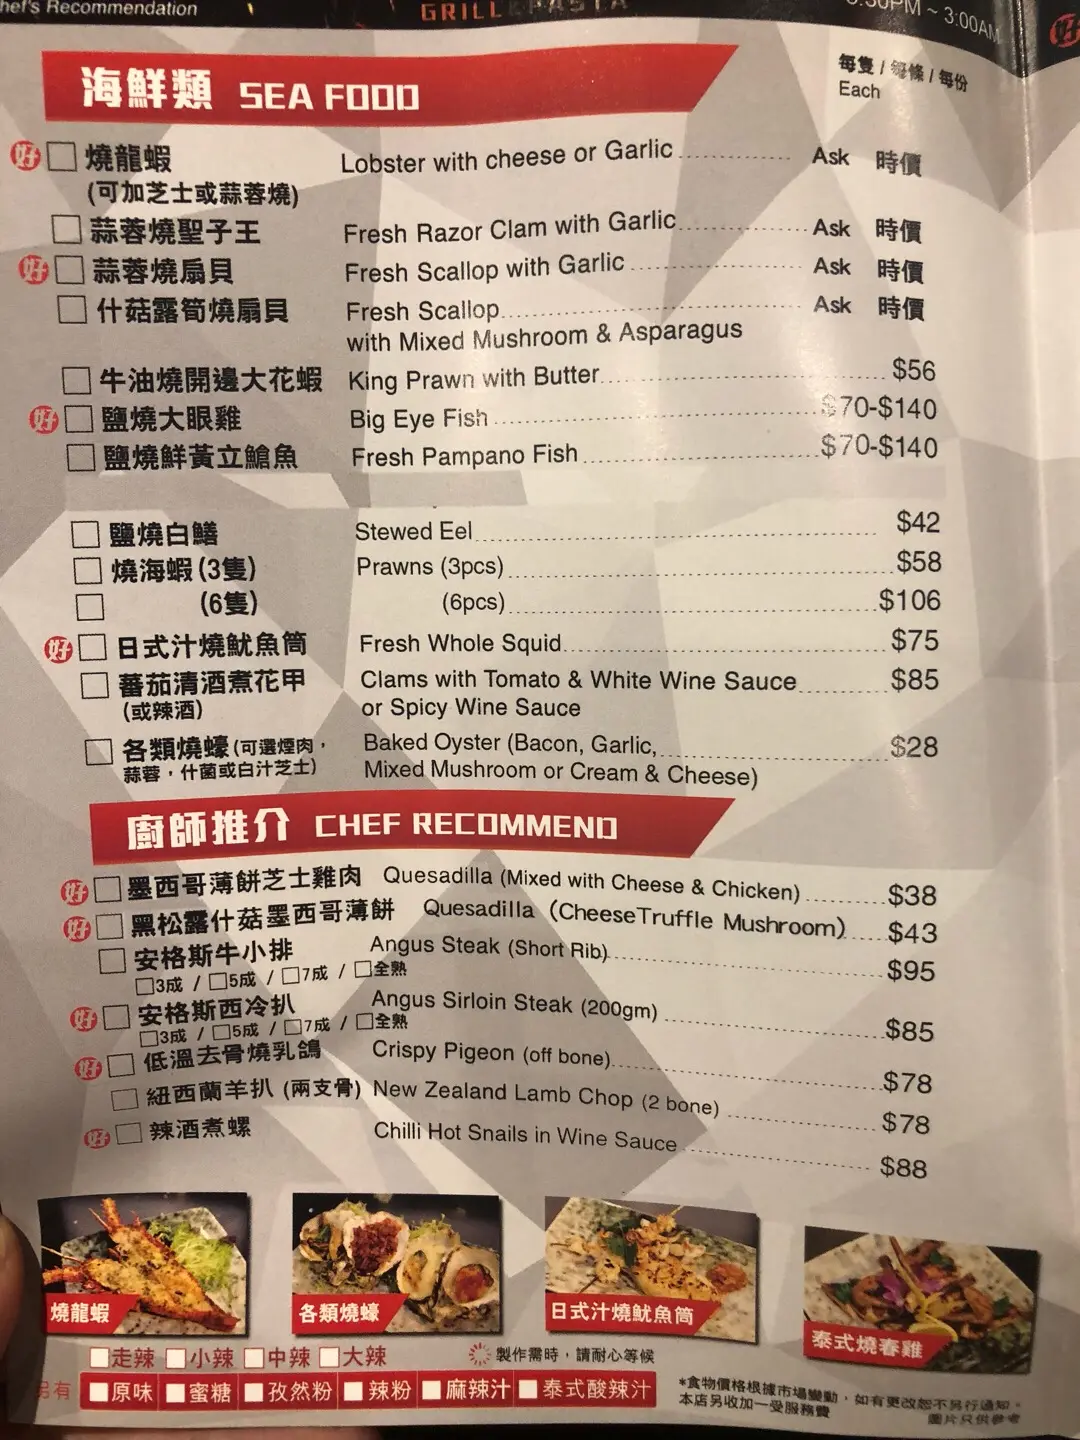 hef's Recommendation
GRILL & PASTA
PM ~ 3:00AM
海鮮類 SEA FOOD
每隻 / 每條 / 每份
Each
好 燒龍蝦 Lobster with cheese or Garlic Ask 時價
(可加芝士或蒜蓉燒)
蒜蓉燒聖子王 Fresh Razor Clam with Garlic Ask 時價
好 蒜蓉燒扇貝 Fresh Scallop with Garlic Ask 時價
什菇露筍燒扇貝 Fresh Scallop Ask 時價
with Mixed Mushroom & Asparagus
牛油燒開邊大花蝦 King Prawn with Butter $56
好 鹽燒大眼雞 Big Eye Fish $70-$140
鹽燒鮮黃立鯧魚 Fresh Pampano Fish $70-$140
鹽燒白鱔 Stewed Eel $42
燒海蝦 (3隻) Prawns (3pcs) $58
(6隻) (6pcs) $106
好 日式汁燒魷魚筒 Fresh Whole Squid $75
蕃茄清酒煮花甲 Clams with Tomato & White Wine Sauce $85
(或辣酒) or Spicy Wine Sauce
各類燒蠔 (可選煙肉， Baked Oyster (Bacon, Garlic, $28
蒜蓉，什菌或白汁芝士) Mixed Mushroom or Cream & Cheese)
廚師推介 CHEF RECOMMEND
好 墨西哥薄餅芝士雞肉 Quesadilla (Mixed with Cheese & Chicken) $38
好 黑松露什菇墨西哥薄餅 Quesadilla (CheeseTruffle Mushroom) $43
安格斯牛小排 Angus Steak (Short Rib) $95
3成 / 5成 / 7成 / 全熟
好 安格斯西冷扒 Angus Sirloin Steak (200gm) $85
3成 / 5成 / 7成 / 全熟
好 低溫去骨燒乳鴿 Crispy Pigeon (off bone) $78
紐西蘭羊扒 (兩支骨) New Zealand Lamb Chop (2 bone) $78
好 辣酒煮螺 Chilli Hot Snails in Wine Sauce $88
燒龍蝦
各類燒蠔
日式汁燒魷魚筒
泰式燒春雞
走辣 小辣 中辣 大辣
製作需時，請耐心等候
另有 原味 蜜糖 孜然粉 辣粉 麻辣汁 泰式酸辣汁
*食物價格根據市場變動，如有更改恕不另行通知。
本店另收加一受服務費
圖片只供參考